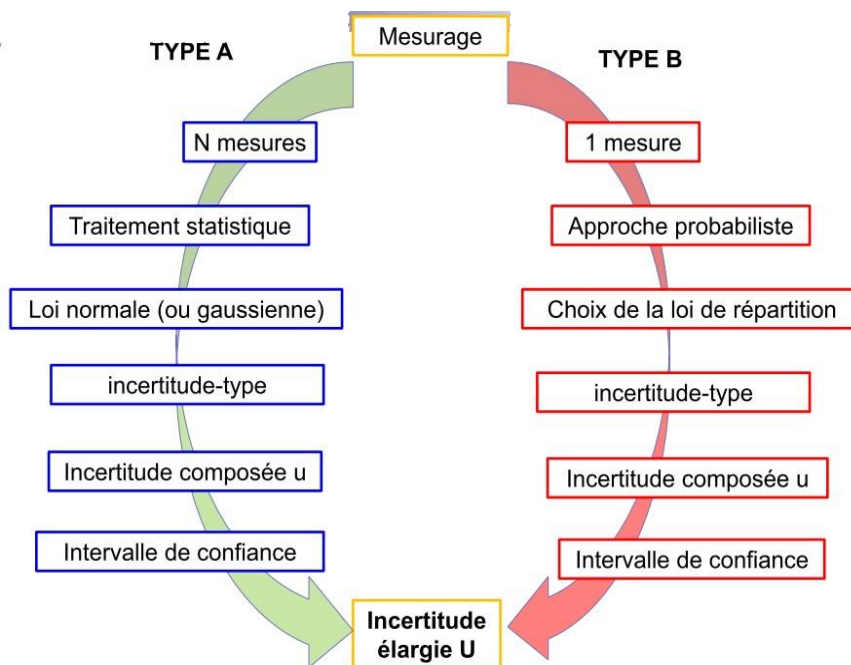 Mesurage
TYPE A
TYPE B
N mesures
1 mesure
Traitement statistique
Approche probabiliste
Loi normale (ou gaussienne)
Choix de la loi de répartition
incertitude-type
incertitude-type
Incertitude composée u
Incertitude composée u
Intervalle de confiance
Intervalle de confiance
Incertitude
élargie U